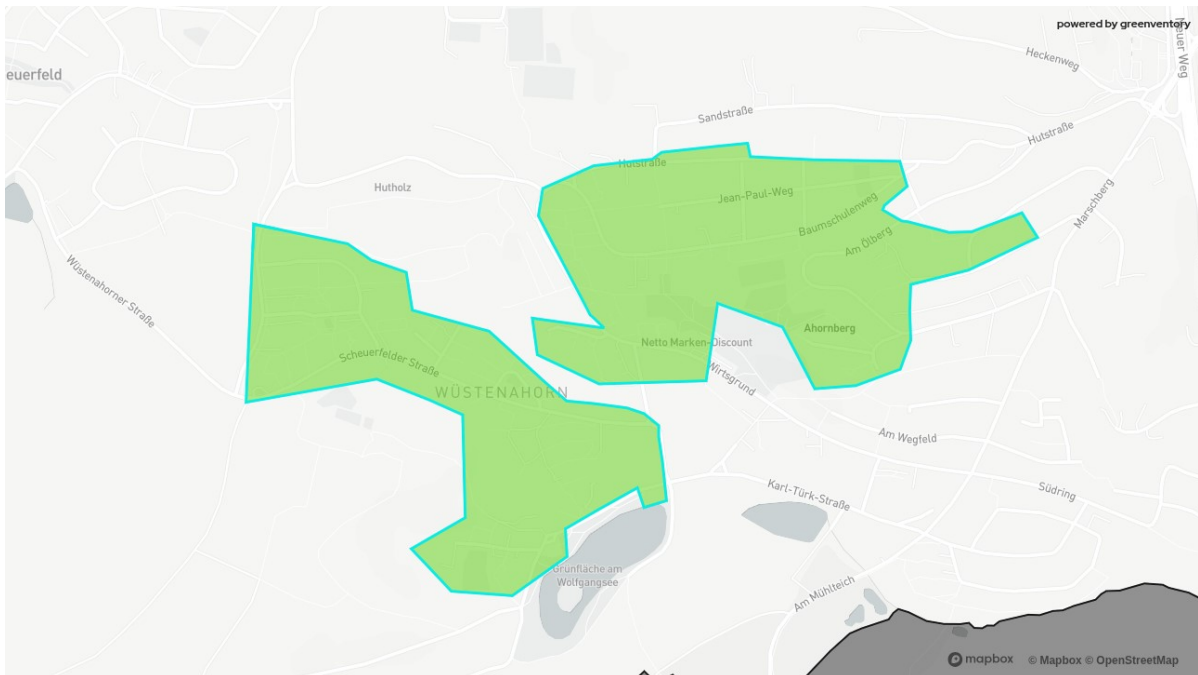 powered by greenventory
Neuer Weg
Heckenweg
euerfeld
Sandstraße
Hutstraße
Hutstraße
Hutholz
Jean-Paul-Weg
Marschberg
Baumschulenweg
Am Ölberg
Wüstenahorner Straße
Ahornberg
Netto Marken-Discount
Scheuerfelder Straße
Wirtsgrund
WÜSTENAHORN
Am Wegfeld
Karl-Türk-Straße
Südring
Grünfläche am
Wolfgangsee
Am Mühlteich
mapbox © Mapbox © OpenStreetMap